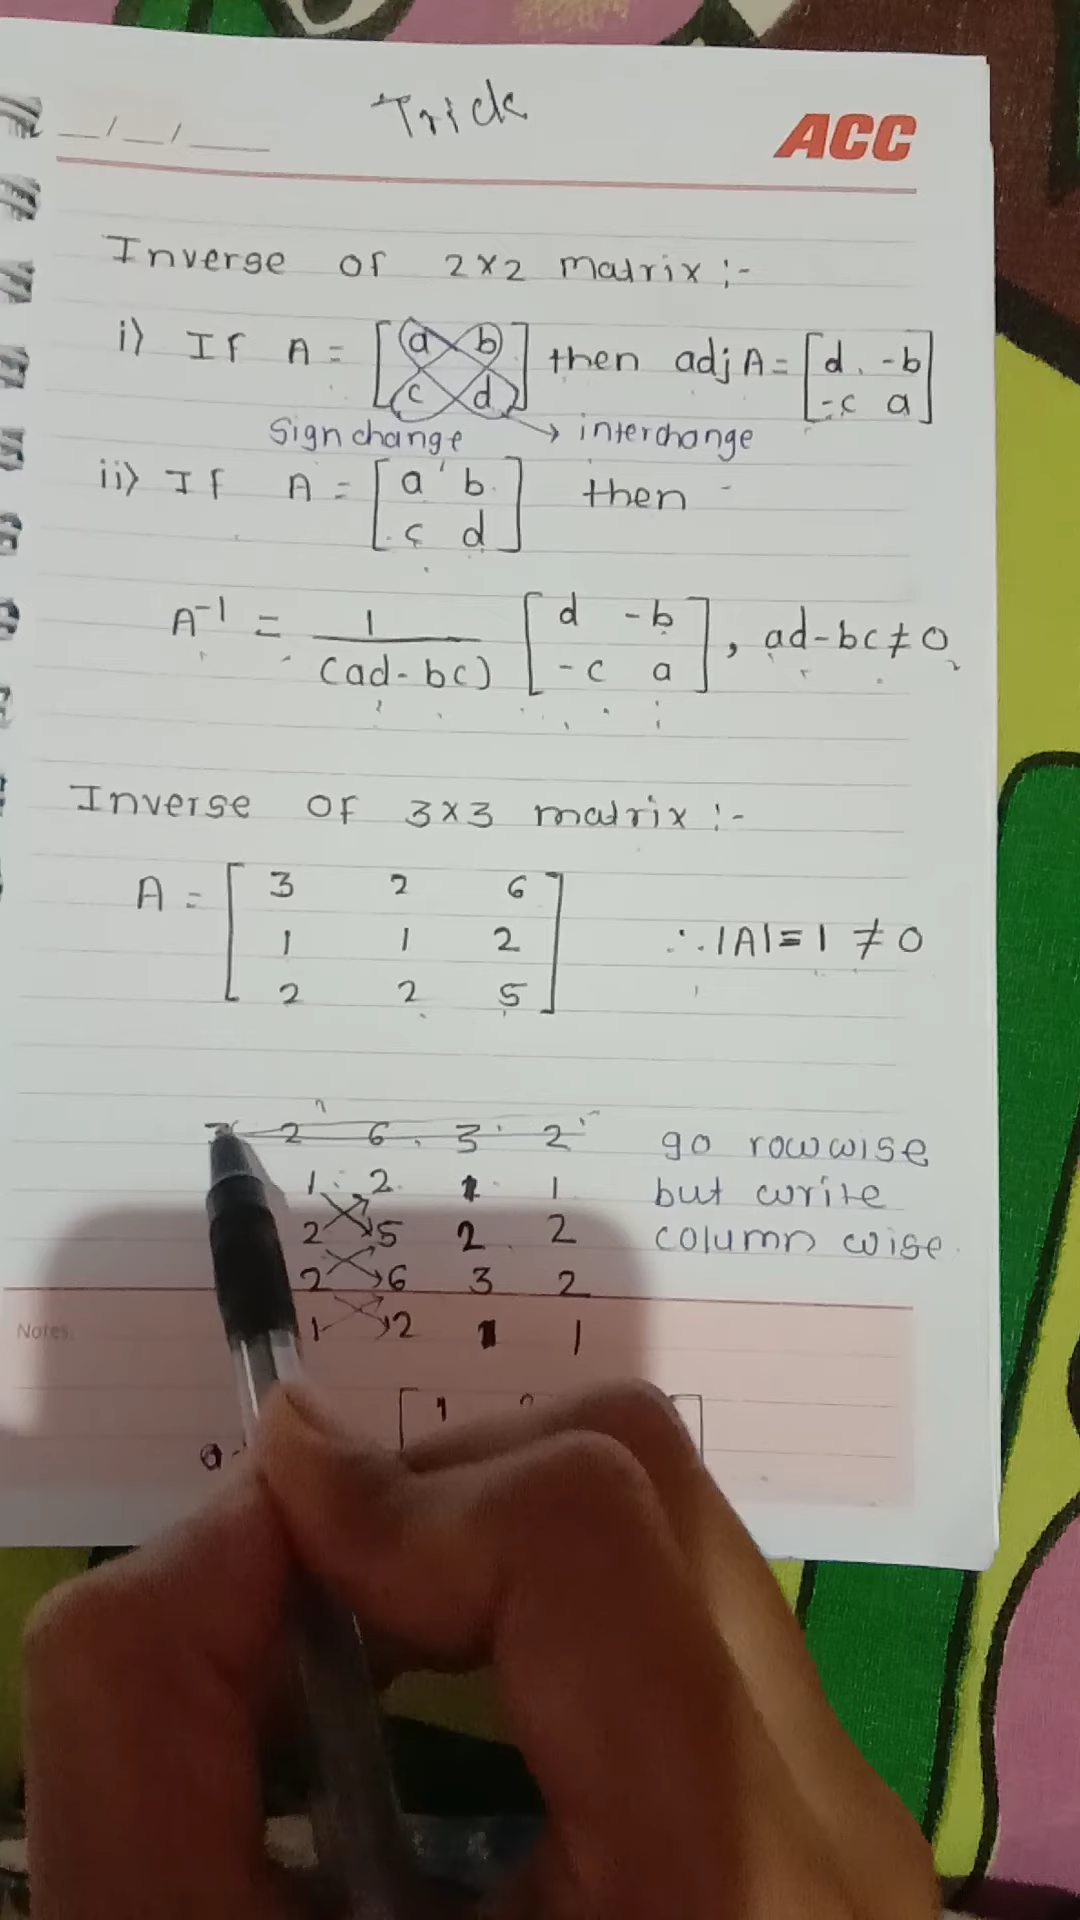 Trick
__/__/___ ACC
Inverse of 2×2 matrix :-
i) If A = [a b] then adj A = [d -b]
[c d] [-c a]
Sign change → interchange
ii) If A = [a b] then
[c d]
A⁻¹ = 1 [d -b] , ad-bc≠0
(ad-bc) [-c a]
Inverse of 3×3 matrix :-
A = [3 2 6]
[1 1 2] ∴ |A| = 1 ≠ 0
[2 2 5]
2 6 3 2 go rowwise
1 2 1 1 but write
2 5 2 2 column wise.
2 6 3 2
Notes: 1 2 1 1